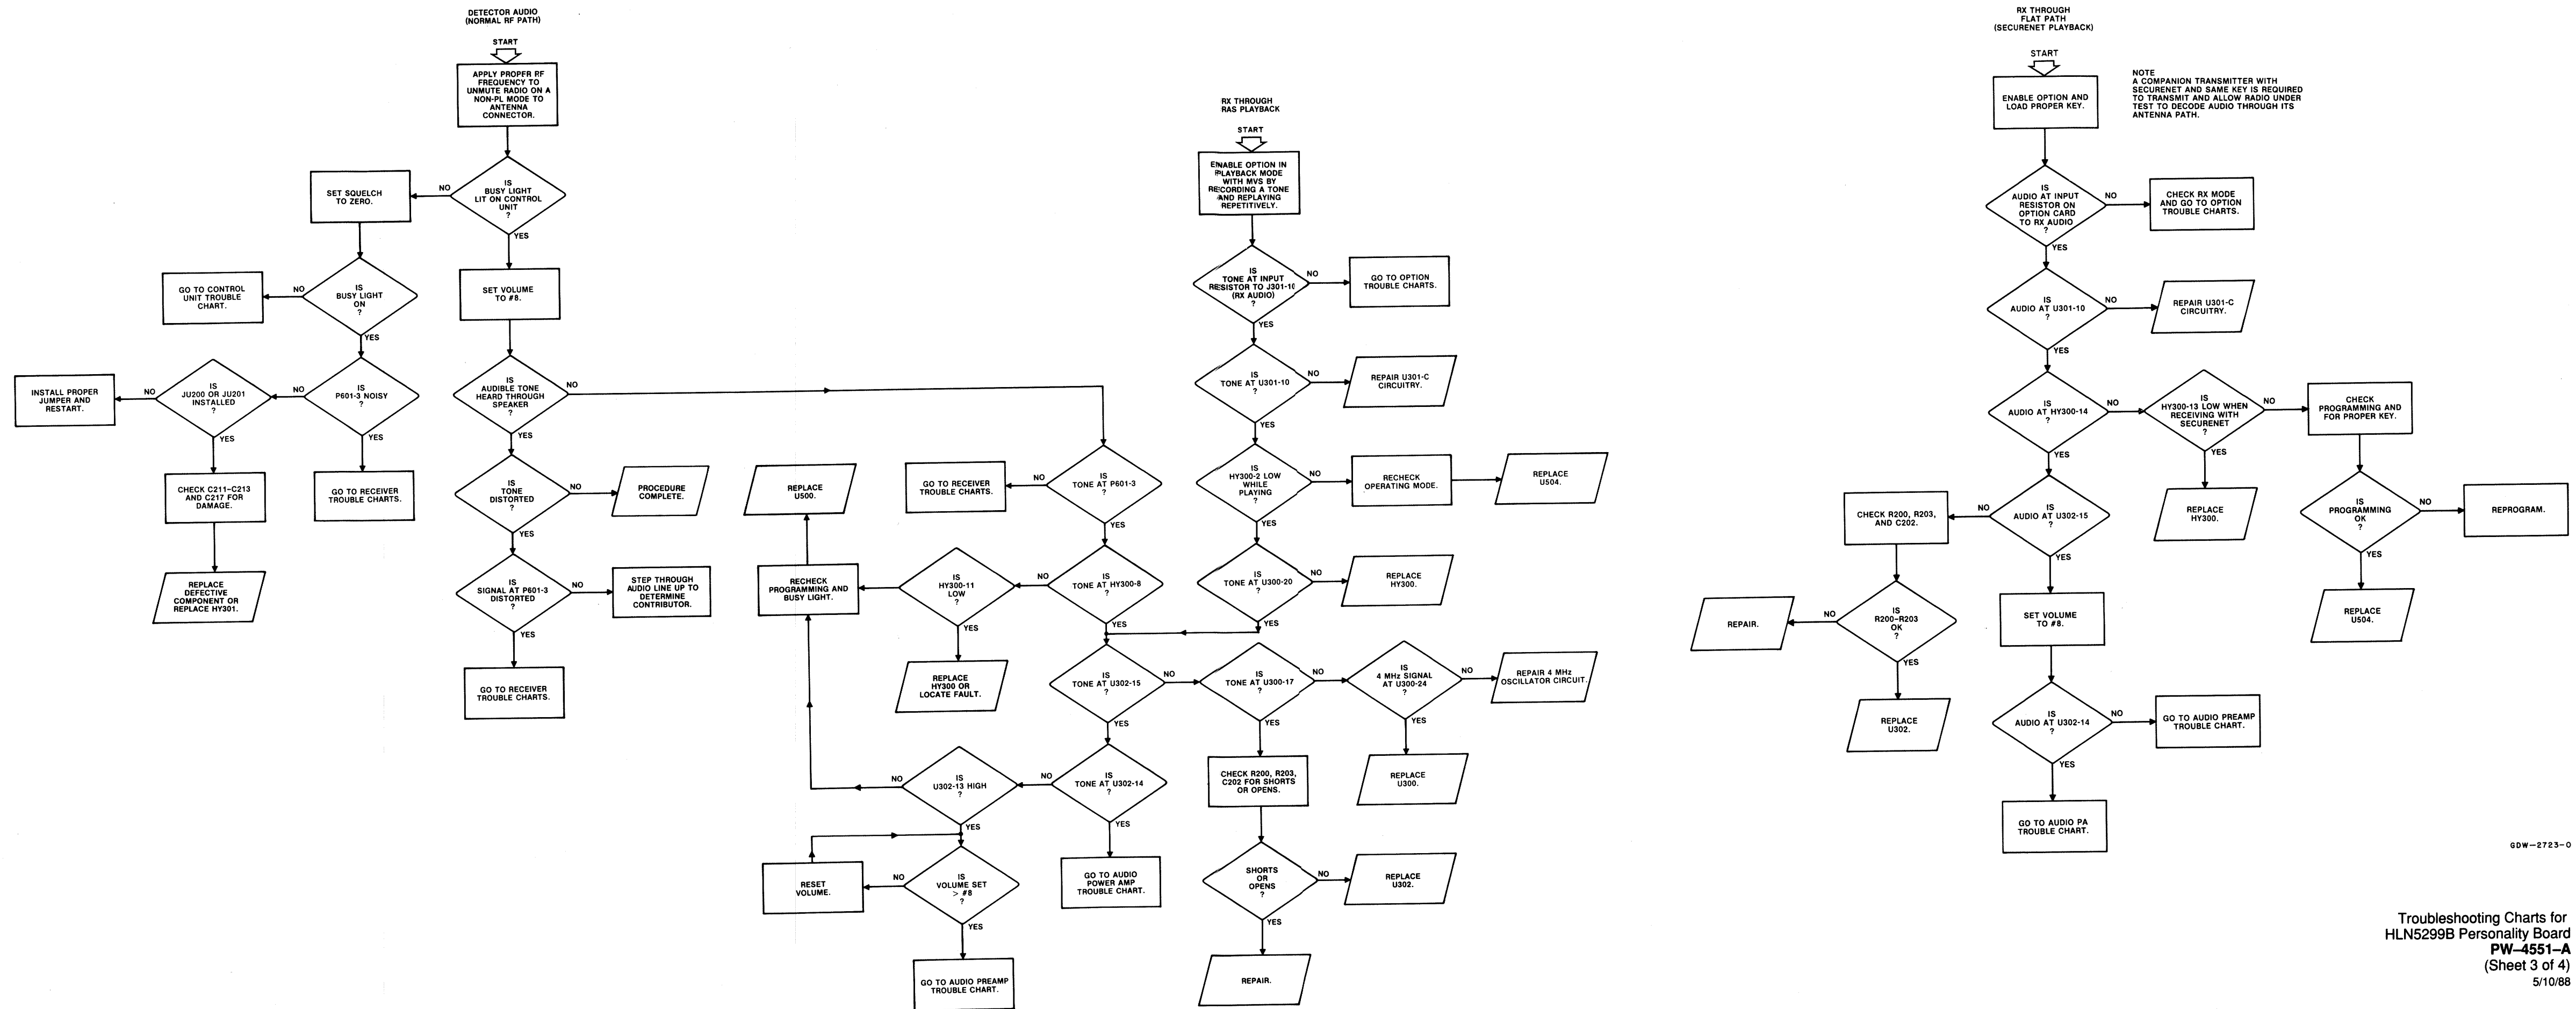 DETECTOR AUDIO
(NORMAL RF PATH)
START
APPLY PROPER RF
FREQUENCY TO
UNMUTE RADIO ON A
NON-PL MODE TO
ANTENNA
CONNECTOR.
IS
BUSY LIGHT
LIT ON CONTROL
UNIT
?
NO
YES
SET SQUELCH
TO ZERO.
IS
BUSY LIGHT
ON
?
NO
YES
GO TO CONTROL
UNIT TROUBLE
CHART.
IS
P601-3 NOISY
?
NO
YES
IS
JU200 OR JU201
INSTALLED
?
NO
YES
INSTALL PROPER
JUMPER AND
RESTART.
CHECK C211-C213
AND C217 FOR
DAMAGE.
REPLACE
DEFECTIVE
COMPONENT OR
REPLACE HY301.
GO TO RECEIVER
TROUBLE CHARTS.
SET VOLUME
TO #8.
IS
AUDIBLE TONE
HEARD THROUGH
SPEAKER
?
NO
YES
IS
TONE
DISTORTED
?
NO
YES
PROCEDURE
COMPLETE.
IS
SIGNAL AT P601-3
DISTORTED
?
NO
YES
STEP THROUGH
AUDIO LINE UP TO
DETERMINE
CONTRIBUTOR.
GO TO RECEIVER
TROUBLE CHARTS.
IS
TONE AT P601-3
?
NO
YES
GO TO RECEIVER
TROUBLE CHARTS.
IS
TONE AT HY300-8
?
NO
YES
IS
HY300-11
LOW
?
NO
YES
RECHECK
PROGRAMMING AND
BUSY LIGHT.
REPLACE
U500.
REPLACE
HY300 OR
LOCATE FAULT.
IS
TONE AT U302-15
?
NO
YES
IS
TONE AT U302-14
?
NO
YES
IS
U302-13 HIGH
?
NO
YES
IS
VOLUME SET
> #8
?
NO
YES
RESET
VOLUME.
GO TO AUDIO PREAMP
TROUBLE CHART.
GO TO AUDIO
POWER AMP
TROUBLE CHART.
RX THROUGH
RAS PLAYBACK
START
ENABLE OPTION IN
PLAYBACK MODE
WITH MVS BY
RECORDING A TONE
AND REPLAYING
REPETITIVELY.
IS
TONE AT INPUT
RESISTOR TO J301-10
(RX AUDIO)
?
NO
YES
GO TO OPTION
TROUBLE CHARTS.
IS
TONE AT U301-10
?
NO
YES
REPAIR U301-C
CIRCUITRY.
IS
HY300-2 LOW
WHILE
PLAYING
?
NO
YES
RECHECK
OPERATING MODE.
REPLACE
U504.
IS
TONE AT U300-20
?
NO
YES
REPLACE
HY300.
IS
TONE AT U300-17
?
NO
YES
IS
4 MHz SIGNAL
AT U300-24
?
NO
YES
REPAIR 4 MHz
OSCILLATOR CIRCUIT.
REPLACE
U300.
CHECK R200, R203,
C202 FOR SHORTS
OR OPENS.
SHORTS
OR
OPENS
?
NO
YES
REPLACE
U302.
REPAIR.
RX THROUGH
FLAT PATH
(SECURENET PLAYBACK)
START
ENABLE OPTION AND
LOAD PROPER KEY.
NOTE
A COMPANION TRANSMITTER WITH
SECURENET AND SAME KEY IS REQUIRED
TO TRANSMIT AND ALLOW RADIO UNDER
TEST TO DECODE AUDIO THROUGH ITS
ANTENNA PATH.
IS
AUDIO AT INPUT
RESISTOR ON
OPTION CARD
TO RX AUDIO
?
NO
YES
CHECK RX MODE
AND GO TO OPTION
TROUBLE CHARTS.
IS
AUDIO AT U301-10
?
NO
YES
REPAIR U301-C
CIRCUITRY.
IS
AUDIO AT HY300-14
?
NO
YES
IS
HY300-13 LOW WHEN
RECEIVING WITH
SECURENET
?
NO
YES
CHECK
PROGRAMMING AND
FOR PROPER KEY.
REPLACE
HY300.
IS
PROGRAMMING
OK
?
NO
YES
REPROGRAM.
REPLACE
U504.
IS
AUDIO AT U302-15
?
NO
YES
CHECK R200, R203,
AND C202.
IS
R200-R203
OK
?
NO
YES
REPAIR.
REPLACE
U302.
SET VOLUME
TO #8.
IS
AUDIO AT U302-14
?
NO
YES
GO TO AUDIO PREAMP
TROUBLE CHART.
GO TO AUDIO PA
TROUBLE CHART.
GDW-2723-O
Troubleshooting Charts for
HLN5299B Personality Board
PW-4551-A
(Sheet 3 of 4)
5/10/88